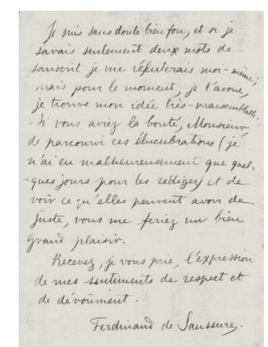 Je suis sans doute bien fou, et si je
savais seulement deux mots de
sanscrit je me réfuterais moi-même;
mais pour le moment, je l'avoue,
je trouve mon idée très-vraisemblable.
Si vous aviez la bonté, Monsieur,
de parcourir ces élucubrations (je
n'ai eu malheureusement que quel-
ques jours pour les rédiger) et de
voir ce qu'elles peuvent avoir de
juste, vous me feriez un bien
grand plaisir.
Recevez, je vous prie, l'expression
de mes sentiments de respect et
de dévoûment.
Ferdinand de Saussure.